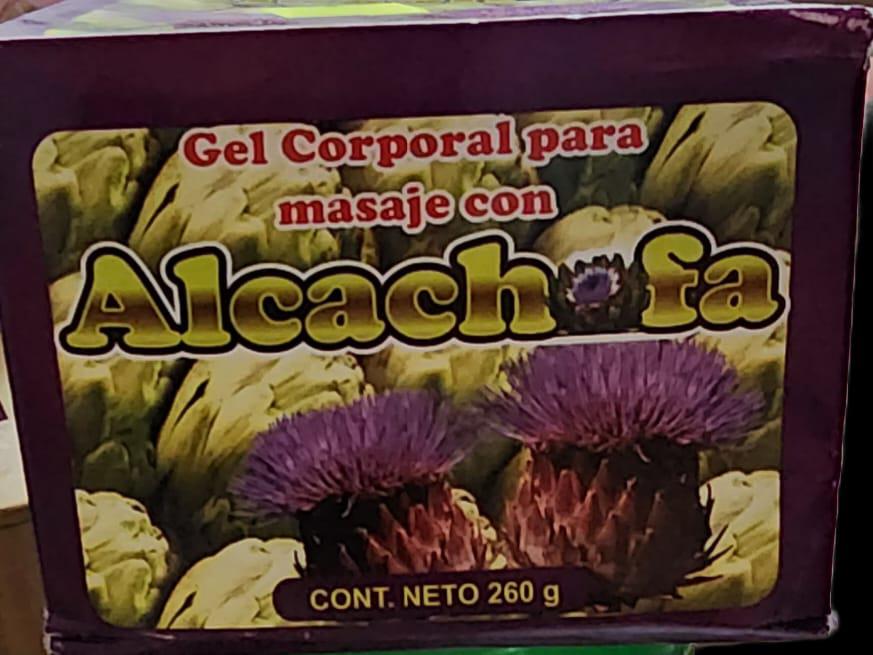 Gel Corporal para
masaje con
Alcachofa
CONT. NETO 260 g